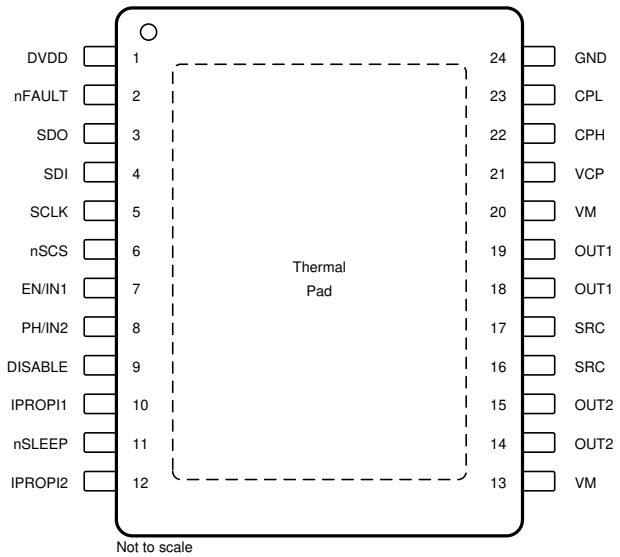 DVDD 1 24 GND
nFAULT 2 23 CPL
SDO 3 22 CPH
SDI 4 21 VCP
SCLK 5 20 VM
nSCS 6 19 OUT1
Thermal
Pad
EN/IN1 7 18 OUT1
PH/IN2 8 17 SRC
DISABLE 9 16 SRC
IPROPI1 10 15 OUT2
nSLEEP 11 14 OUT2
IPROPI2 12 13 VM
Not to scale